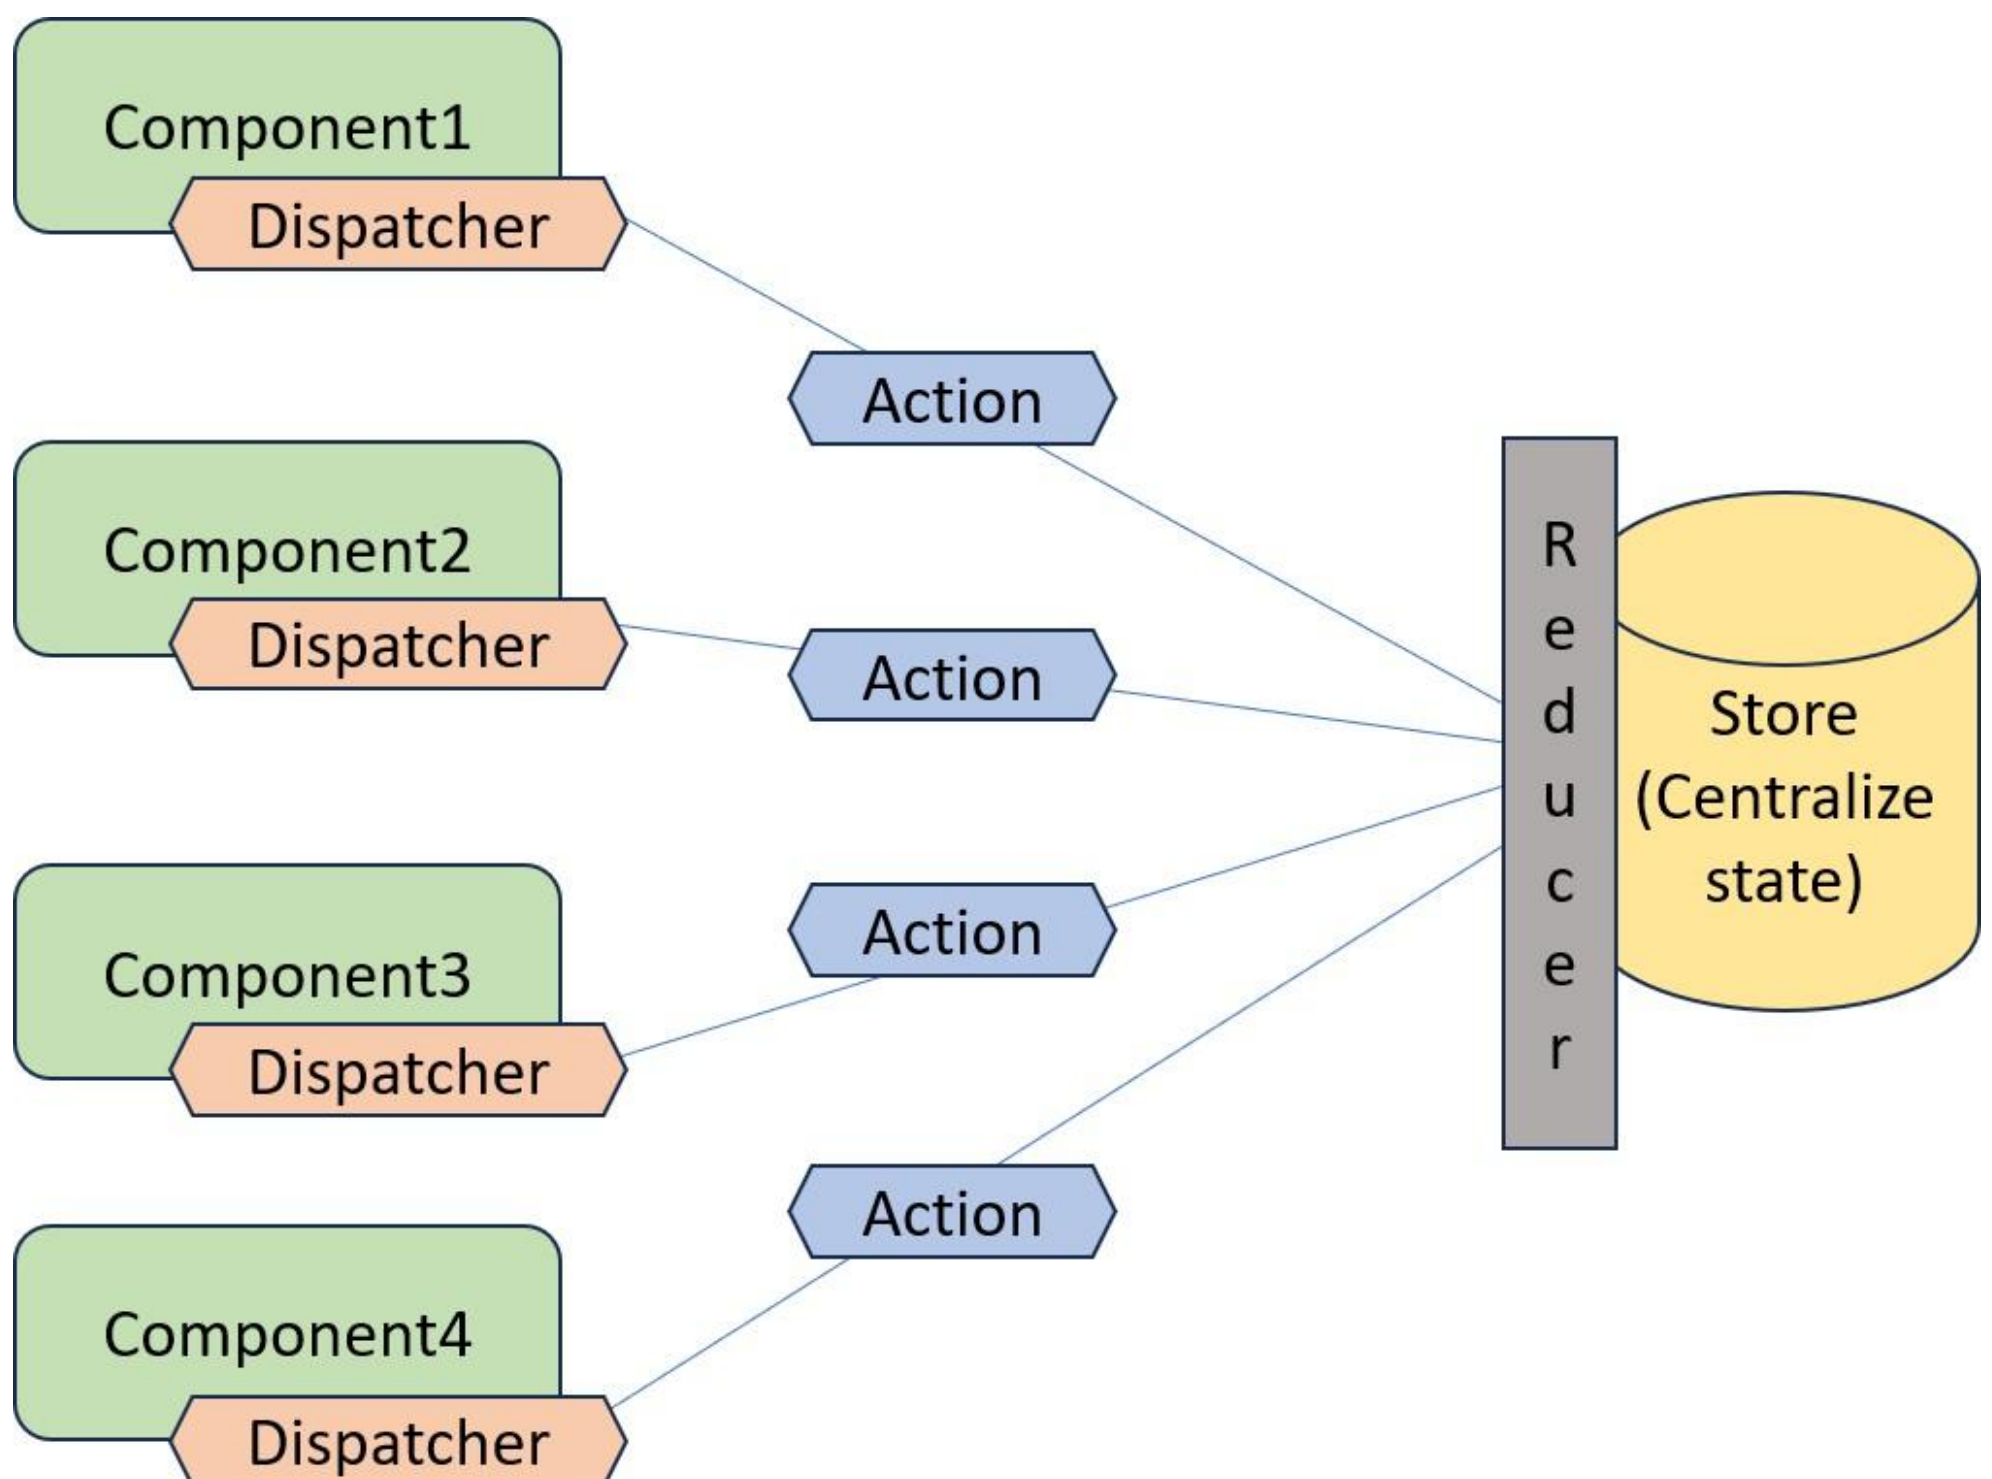 Component1
Dispatcher
Action
Component2
Dispatcher
Action
Component3
Dispatcher
Action
Component4
Dispatcher
Action
R
e
d
u
c
e
r
Store
(Centralize
state)